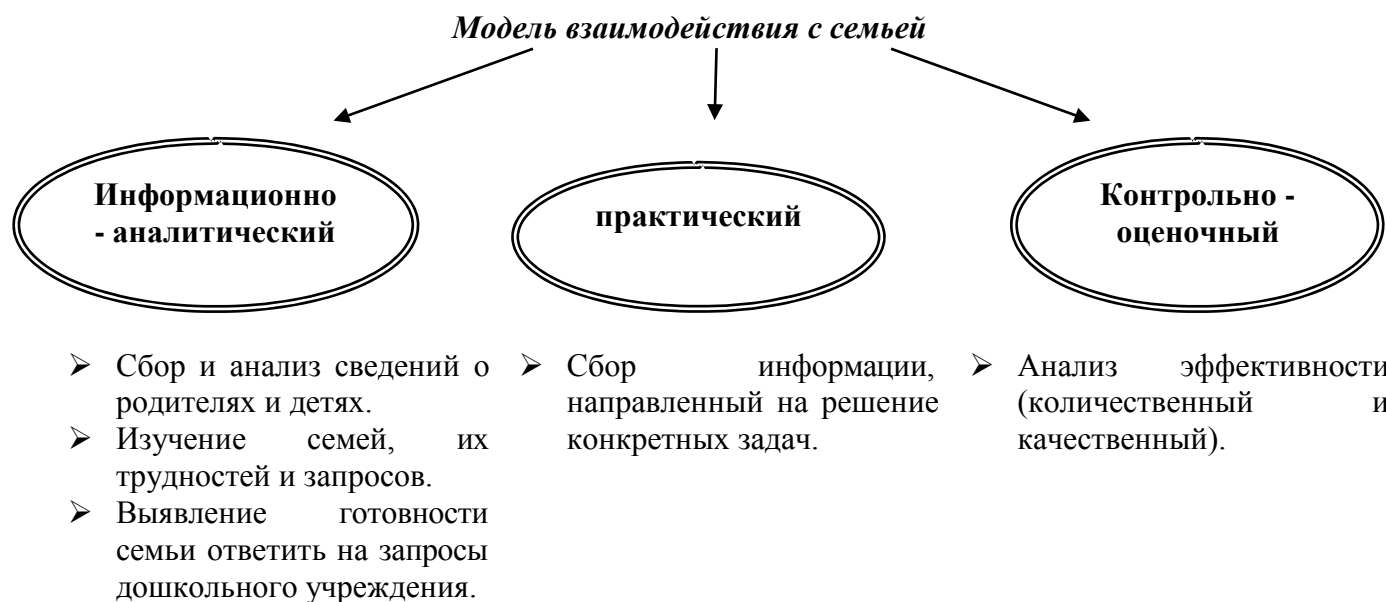 Модель взаимодействия с семьей
Информационно
- аналитический
практический
Контрольно -
оценочный
➢ Сбор и анализ сведений о
родителях и детях.
➢ Изучение семей, их
трудностей и запросов.
➢ Выявление готовности
семьи ответить на запросы
дошкольного учреждения.
➢ Сбор информации,
направленный на решение
конкретных задач.
➢ Анализ эффективности
(количественный и
качественный).